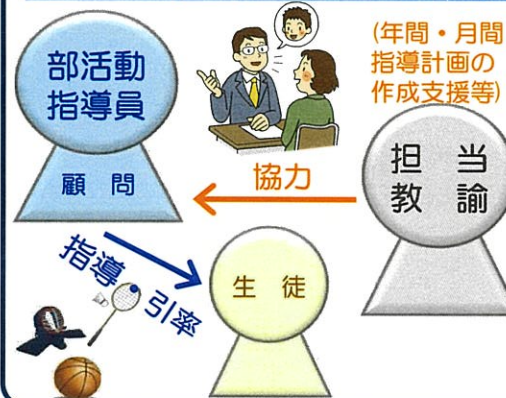 部活動
指導員
顧問
(年間・月間
指導計画の
作成支援等)
担当
教諭
協力
指導
引率
生徒